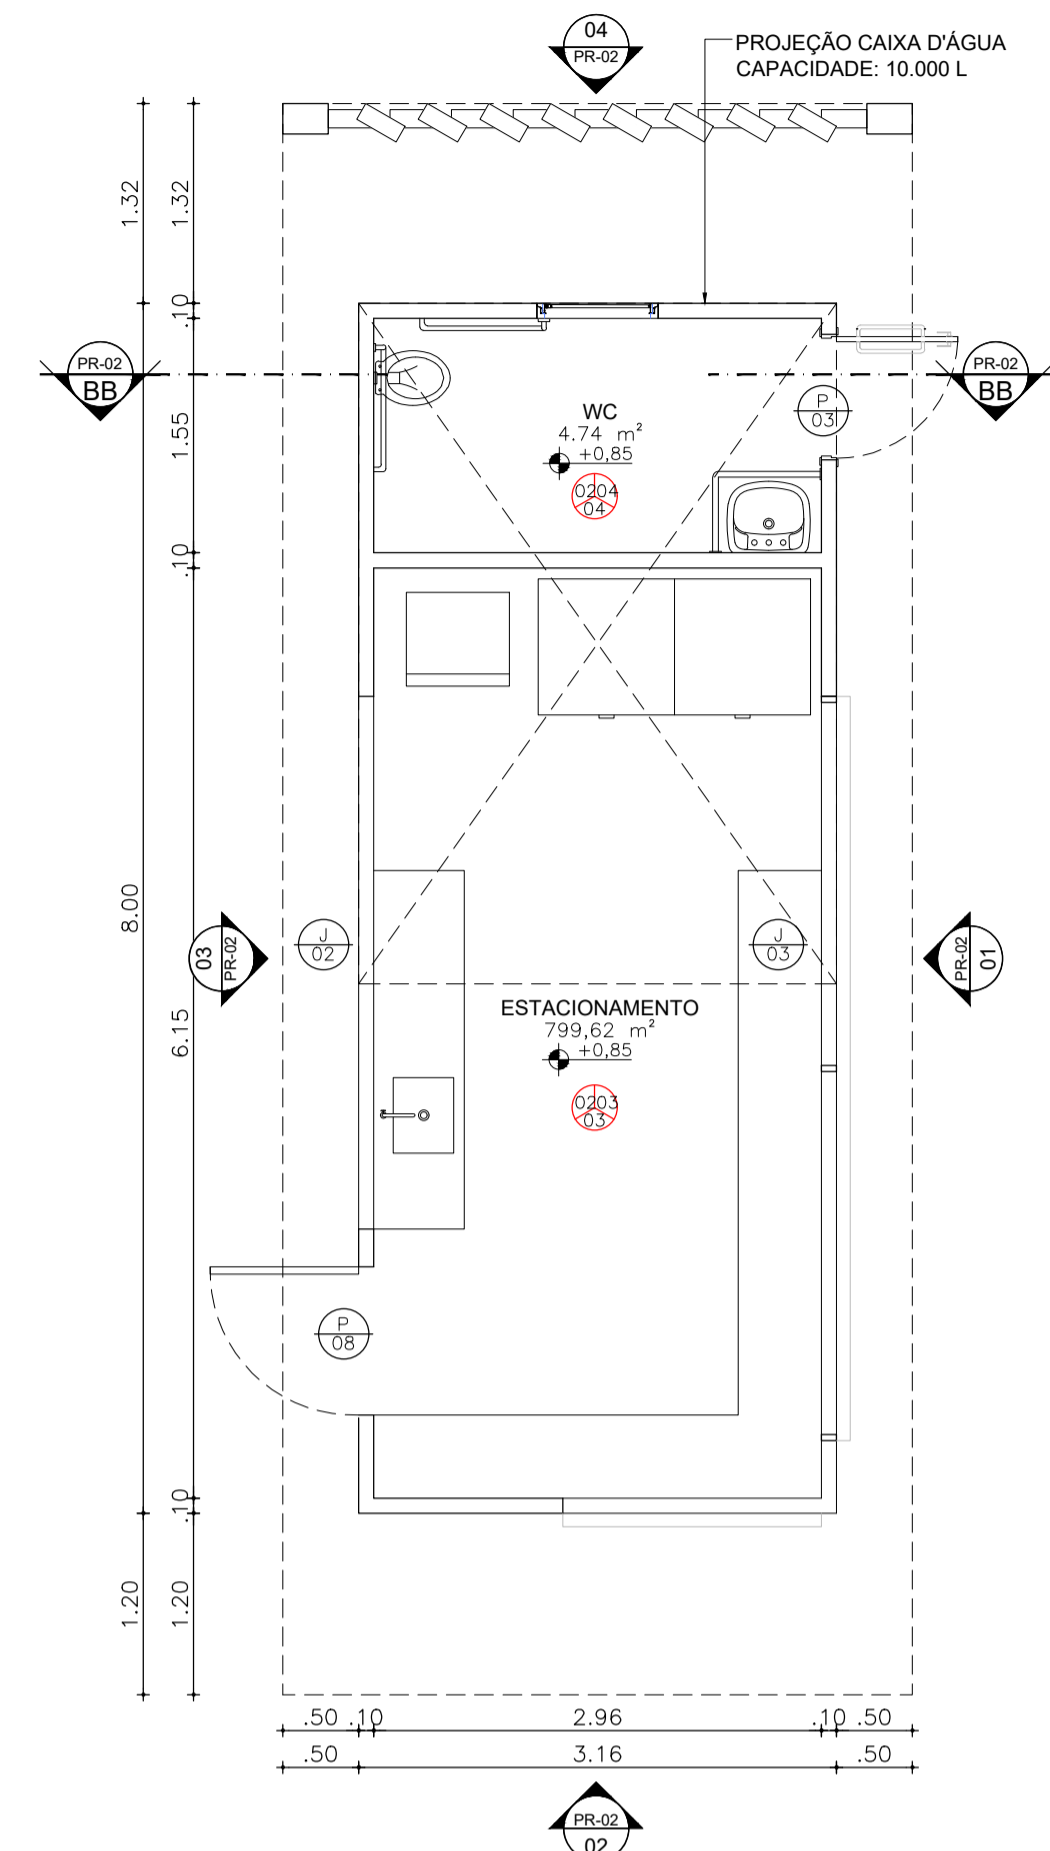 04
PR-02
PROJEÇÃO CAIXA D'ÁGUA
CAPACIDADE: 10.000 L
1.32
1.32
.10
PR-02
BB
PR-02
BB
P
03
WC
4.74 m²
+0,85
0204
04
1.55
.10
8.00
03
PR-02
J
02
J
03
PR-02
01
ESTACIONAMENTO
799,62 m²
+0,85
0203
03
6.15
P
08
.10
1.20
1.20
.50 .10 2.96 .10 .50
.50 3.16 .50
PR-02
02